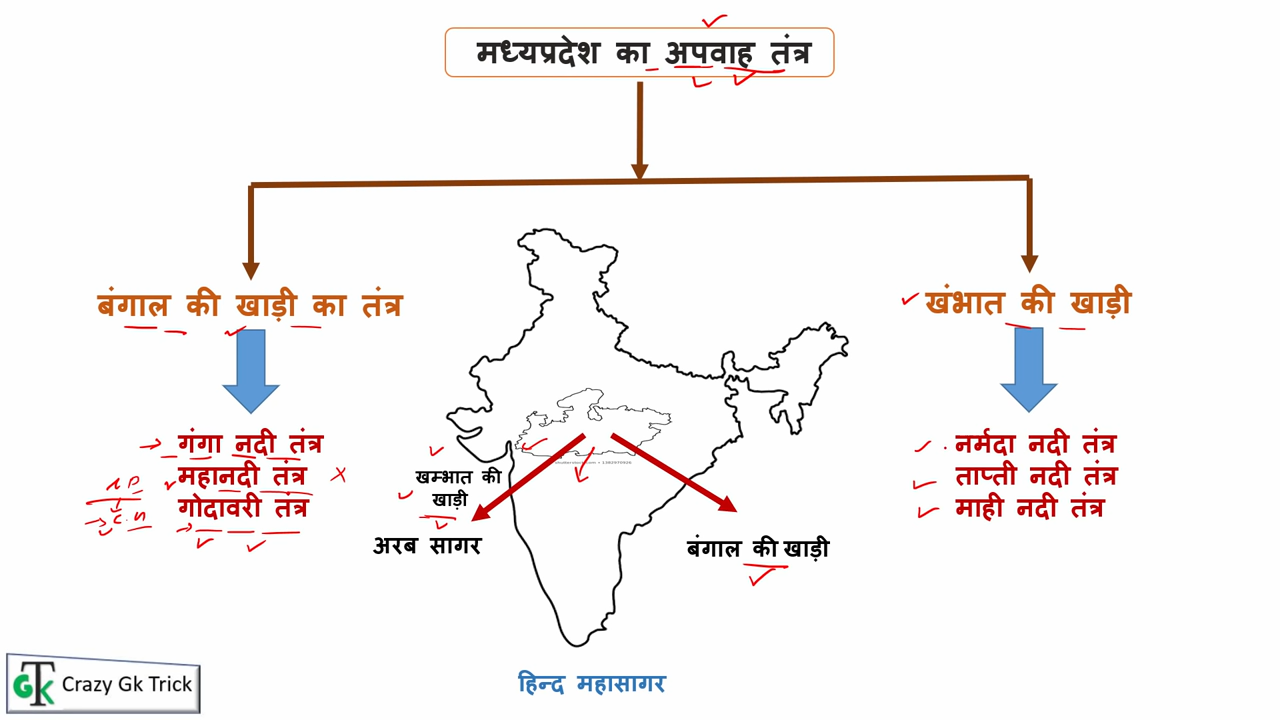 मध्यप्रदेश का अपवाह तंत्र
बंगाल की खाड़ी का तंत्र
खंभात की खाड़ी
गंगा नदी तंत्र
महानदी तंत्र
गोदावरी तंत्र
नर्मदा नदी तंत्र
ताप्ती नदी तंत्र
माही नदी तंत्र
खम्भात की
खाड़ी
अरब सागर
बंगाल की खाड़ी
हिन्द महासागर
GTK Crazy Gk Trick